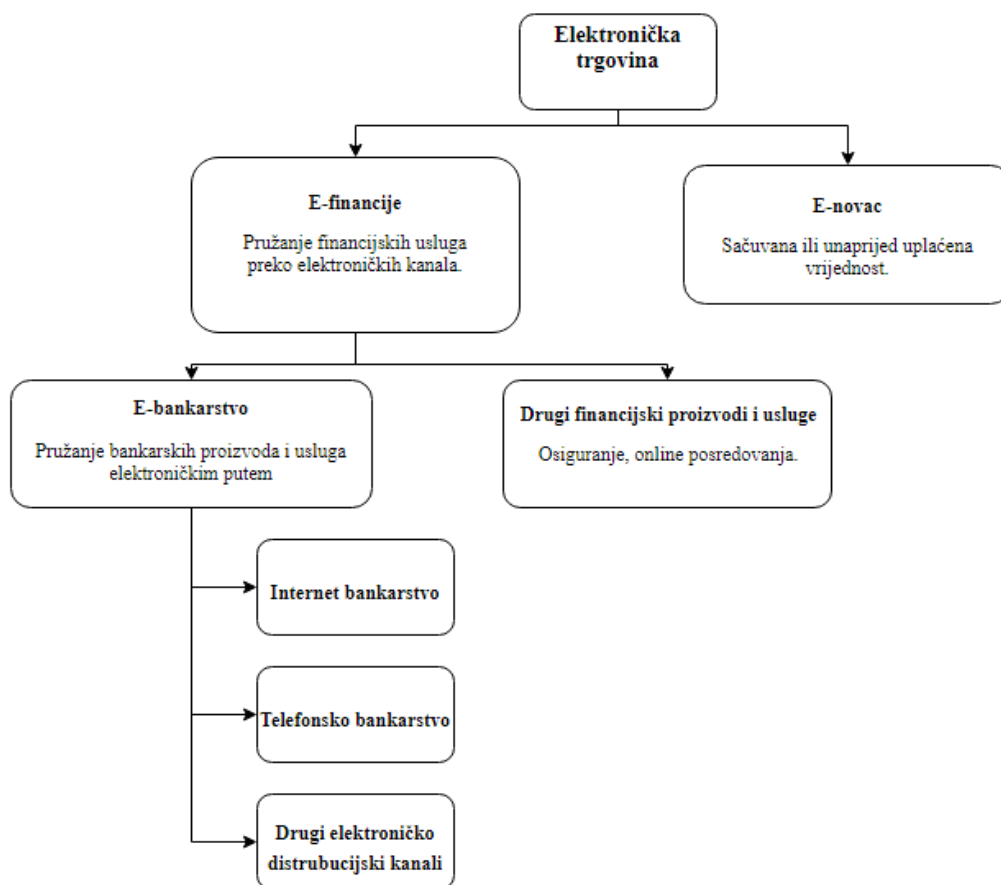 Elektronička
trgovina
E-financije
Pružanje financijskih usluga
preko elektroničkih kanala.
E-novac
Sačuvana ili unaprijed uplaćena
vrijednost.
E-bankarstvo
Pružanje bankarskih proizvoda i usluga
elektroničkim putem
Drugi financijski proizvodi i usluge
Osiguranje, online posredovanja.
Internet bankarstvo
Telefonsko bankarstvo
Drugi elektroničko
distrubucijski kanali